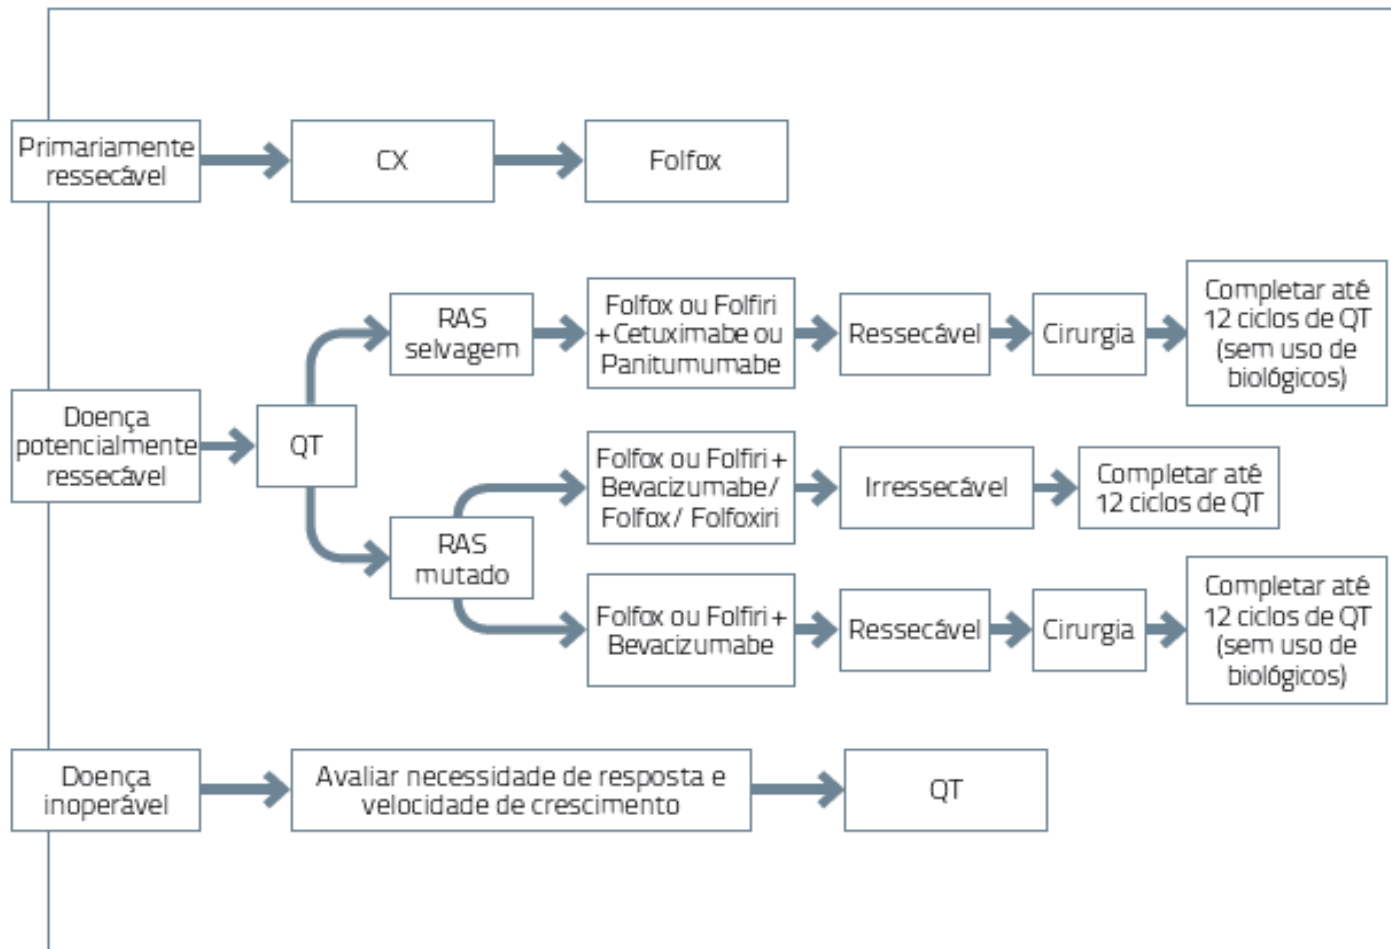 Primariamente
ressecável
CX
Folfox
Doença
potencialmente
ressecável
QT
RAS
selvagem
Folfox ou Folfiri
+Cetuximabe ou
Panitumumabe
Ressecável
Cirurgia
Completar até
12 ciclos de QT
(sem uso de
biológicos)
RAS
mutado
Folfox ou Folfiri +
Bevacizumabe/
Folfox/ Folfoxiri
Irressecável
Completar até
12 ciclos de QT
Folfox ou Folfiri +
Bevacizumabe
Ressecável
Cirurgia
Completar até
12 ciclos de QT
(sem uso de
biológicos)
Doença
inoperável
Avaliar necessidade de resposta e
velocidade de crescimento
QT